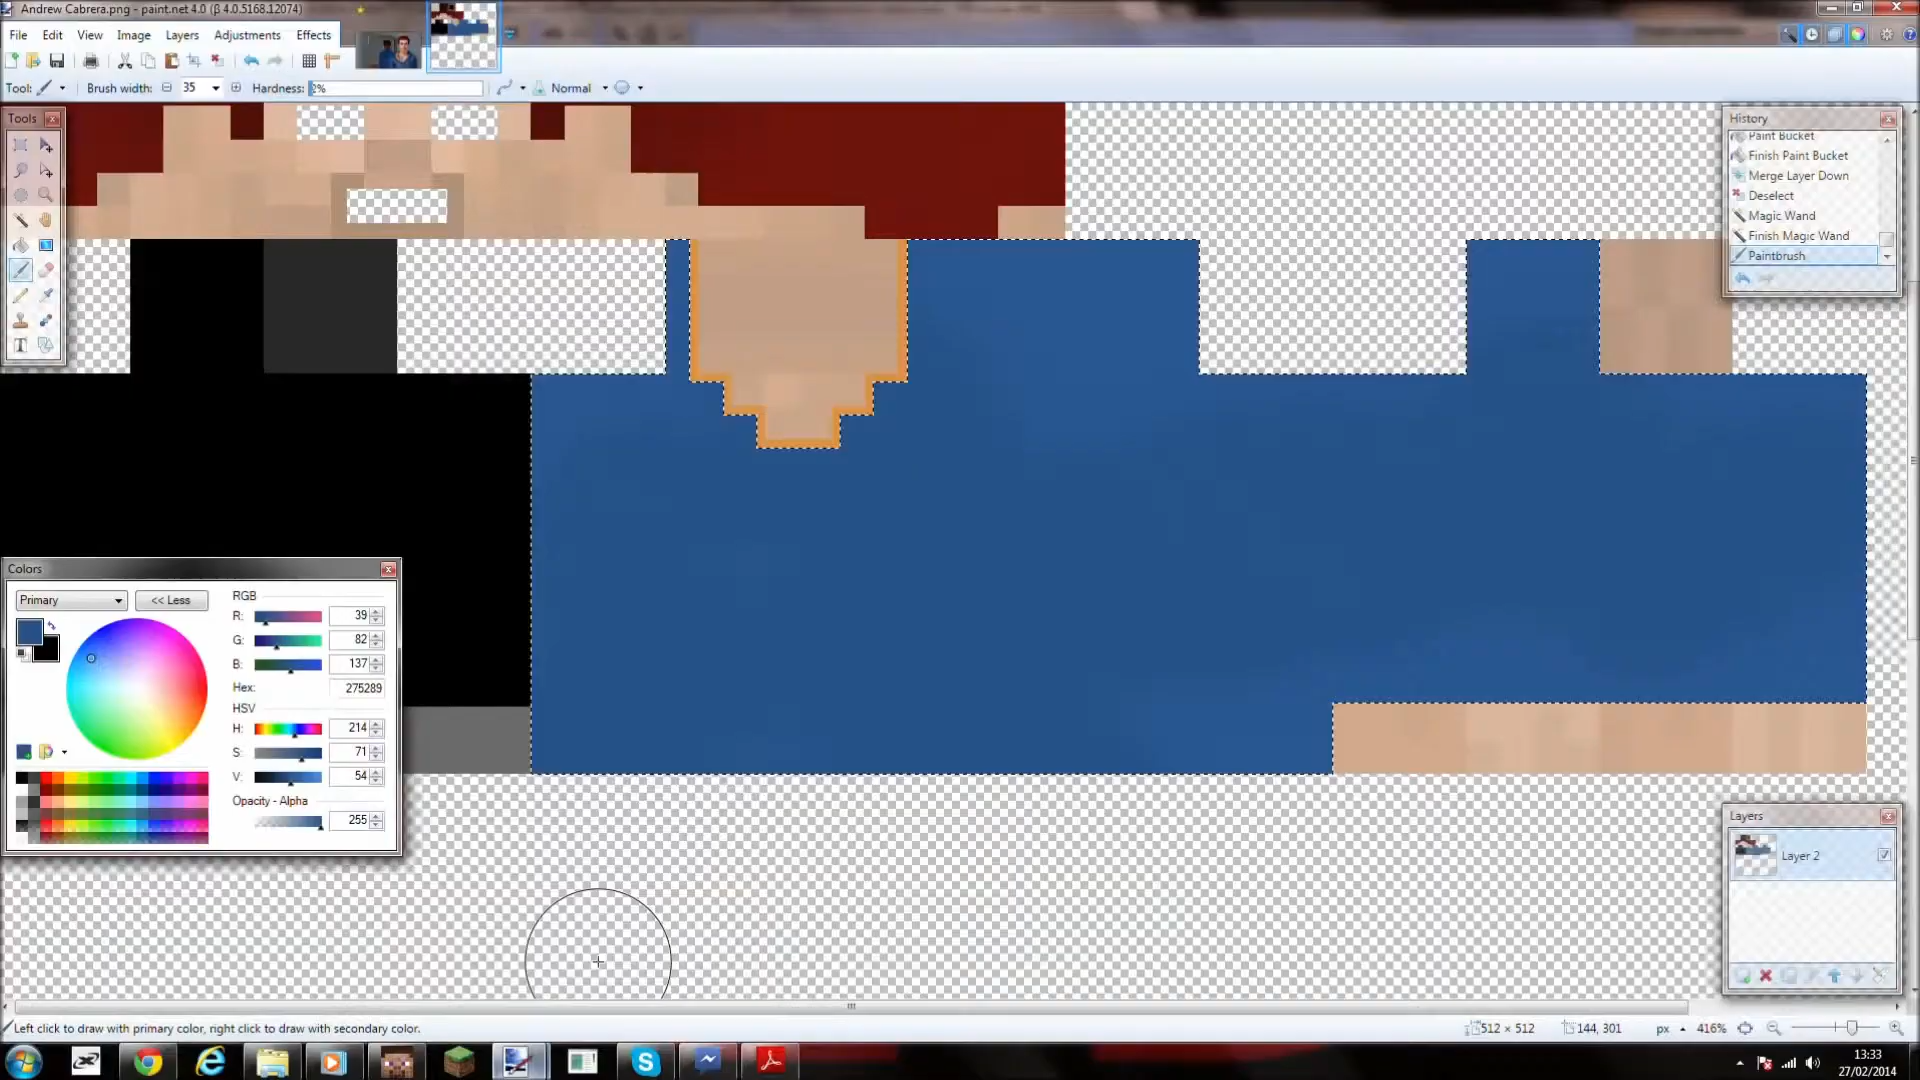 Andrew Cabrera.png - paint.net 4.0 (β 4.0.5168.12074)
File Edit View Image Layers Adjustments Effects
Tool: Brush width: 35 Hardness: 2% Normal
Tools
History
Paint Bucket
Finish Paint Bucket
Merge Layer Down
Deselect
Magic Wand
Finish Magic Wand
Paintbrush
Colors
Primary << Less
RGB
R: 39
G: 82
B: 137
Hex: 275289
HSV
H: 214
S: 71
V: 54
Opacity - Alpha
255
Layers
Layer 2
Left click to draw with primary color, right click to draw with secondary color.
512 × 512 144, 301 px 416%
13:33
27/02/2014